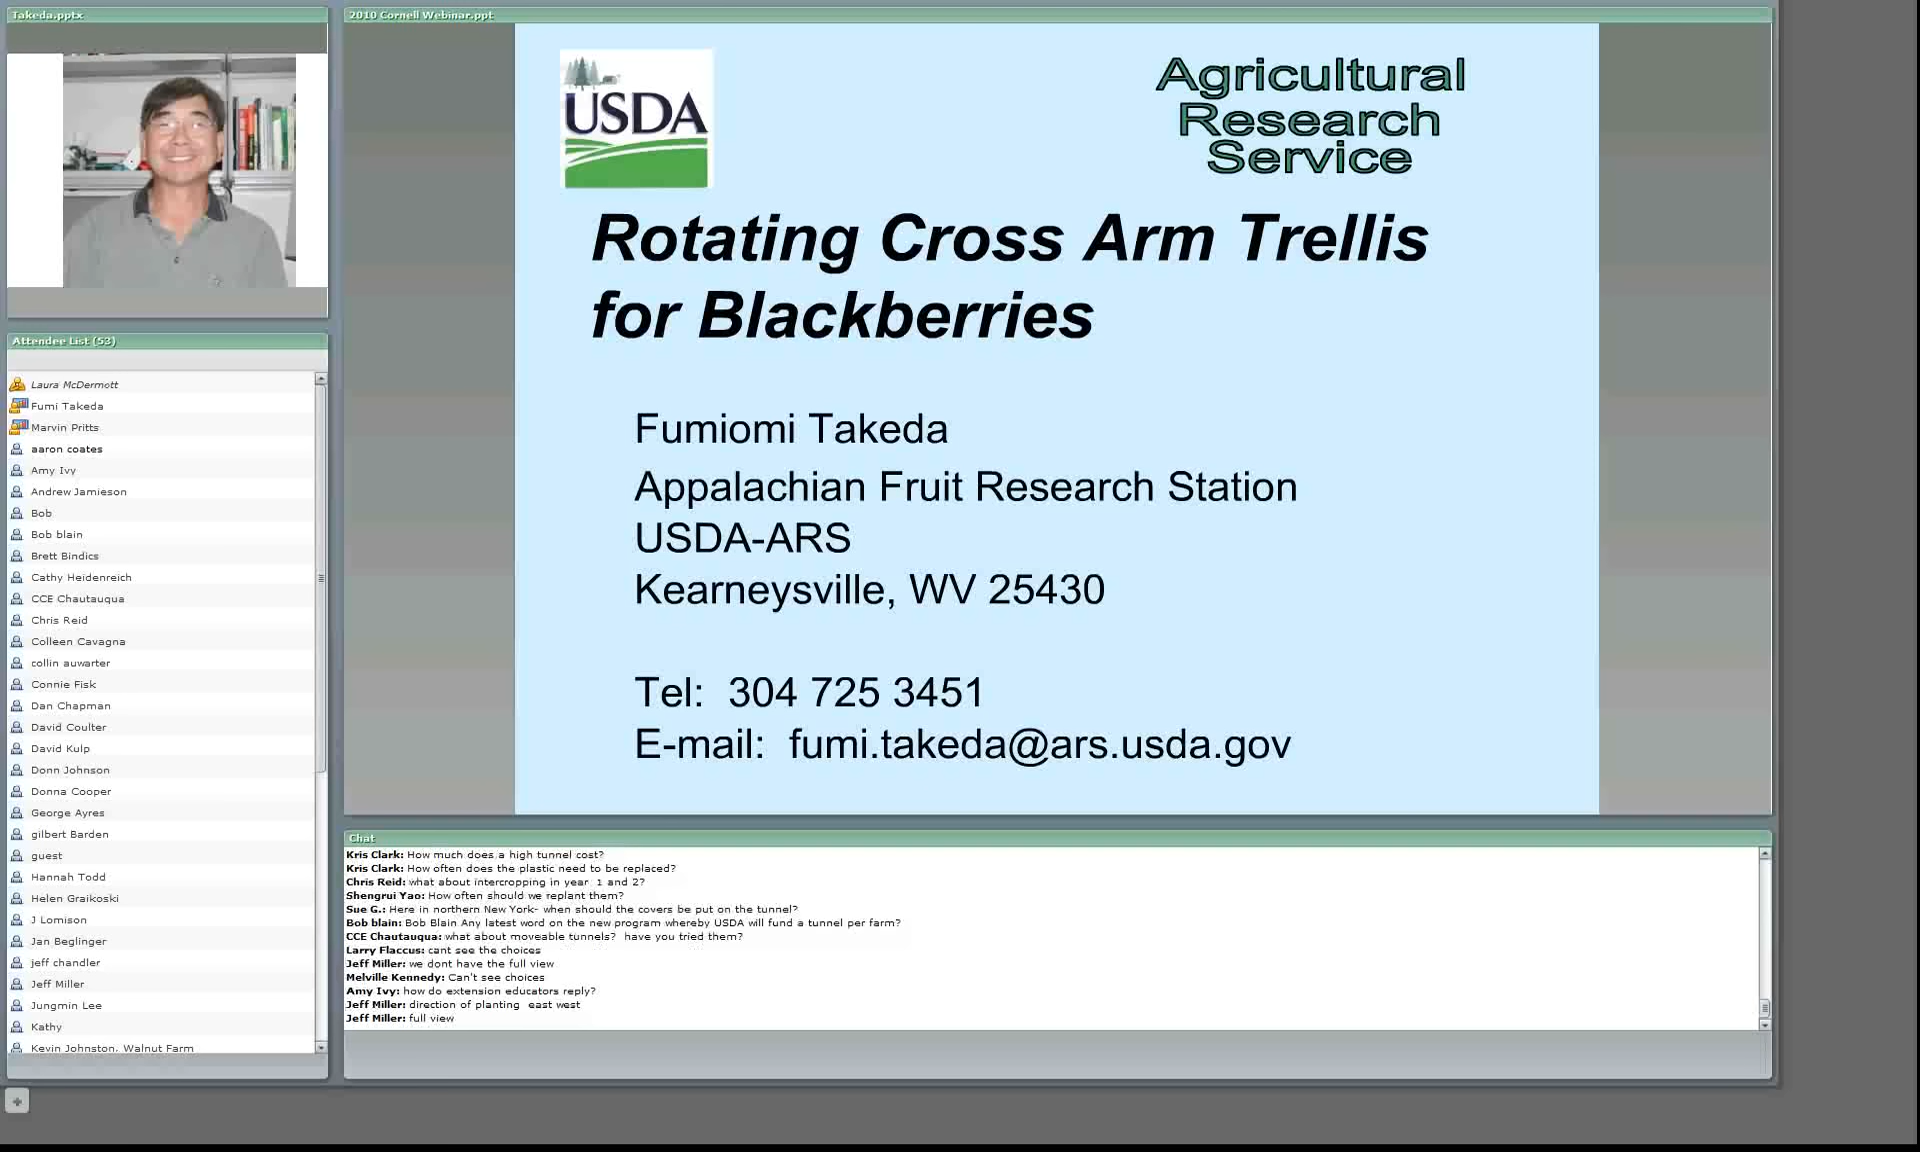 Takeda.pptx
Attendee List (53)
Laura McDermott
Fumi Takeda
Marvin Pritts
aaron coates
Amy Ivy
Andrew Jamieson
Bob
Bob blain
Brett Bindics
Cathy Heidenreich
CCE Chautauqua
Chris Reid
Colleen Cavagna
collin auwarter
Connie Fisk
Dan Chapman
David Coulter
David Kulp
Donn Johnson
Donna Cooper
George Ayres
gilbert Barden
guest
Hannah Todd
Helen Graikoski
J Lomison
Jan Beglinger
jeff chandler
Jeff Miller
Jungmin Lee
Kathy
Kevin Johnston, Walnut Farm
2010 Cornell Webinar.ppt
USDA
Agricultural
Research
Service
Rotating Cross Arm Trellis
for Blackberries
Fumiomi Takeda
Appalachian Fruit Research Station
USDA-ARS
Kearneysville, WV 25430
Tel: 304 725 3451
E-mail: fumi.takeda@ars.usda.gov
Chat
Kris Clark: How much does a high tunnel cost?
Kris Clark: How often does the plastic need to be replaced?
Chris Reid: what about intercropping in year 1 and 2?
Shengrui Yao: How often should we replant them?
Sue G.: Here in northern New York- when should the covers be put on the tunnel?
Bob blain: Bob Blain Any latest word on the new program whereby USDA will fund a tunnel per farm?
CCE Chautauqua: what about moveable tunnels? have you tried them?
Larry Flaccus: cant see the choices
Jeff Miller: we dont have the full view
Melville Kennedy: Can't see choices
Amy Ivy: how do extension educators reply?
Jeff Miller: direction of planting east west
Jeff Miller: full view